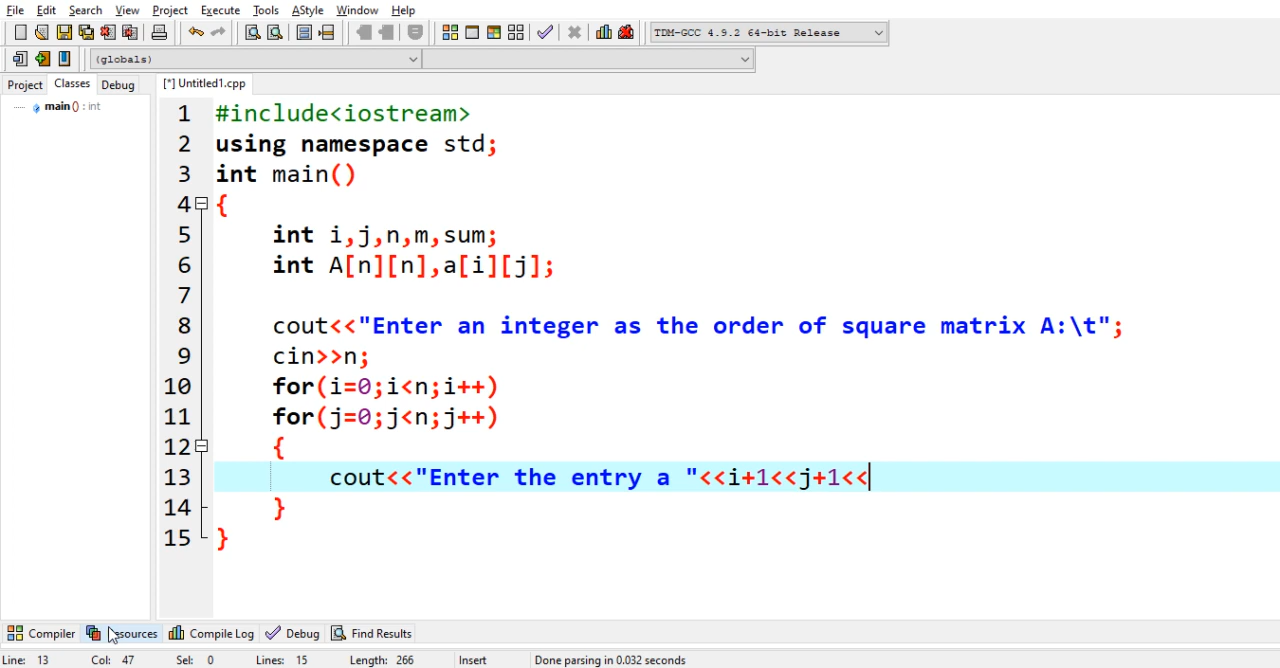 File Edit Search View Project Execute Tools AStyle Window Help
TDM-GCC 4.9.2 64-bit Release
(globals)
Project Classes Debug [*] Untitled1.cpp
main () : int
1 #include<iostream>
2 using namespace std;
3 int main()
4 {
5 int i,j,n,m,sum;
6 int A[n][n],a[i][j];
7
8 cout<<"Enter an integer as the order of square matrix A:\t";
9 cin>>n;
10 for(i=0;i<n;i++)
11 for(j=0;j<n;j++)
12 {
13 cout<<"Enter the entry a "<<i+1<<j+1<<
14 }
15 }
Compiler Resources Compile Log Debug Find Results
Line: 13 Col: 47 Sel: 0 Lines: 15 Length: 266 Insert Done parsing in 0.032 seconds